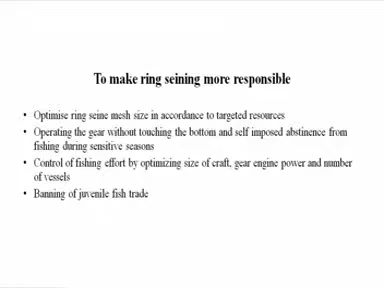 To make ring seining more responsible
• Optimise ring seine mesh size in accordance to targeted resources
• Operating the gear without touching the bottom and self imposed abstinence from
fishing during sensitive seasons
• Control of fishing effort by optimizing size of craft, gear engine power and number
of vessels
• Banning of juvenile fish trade